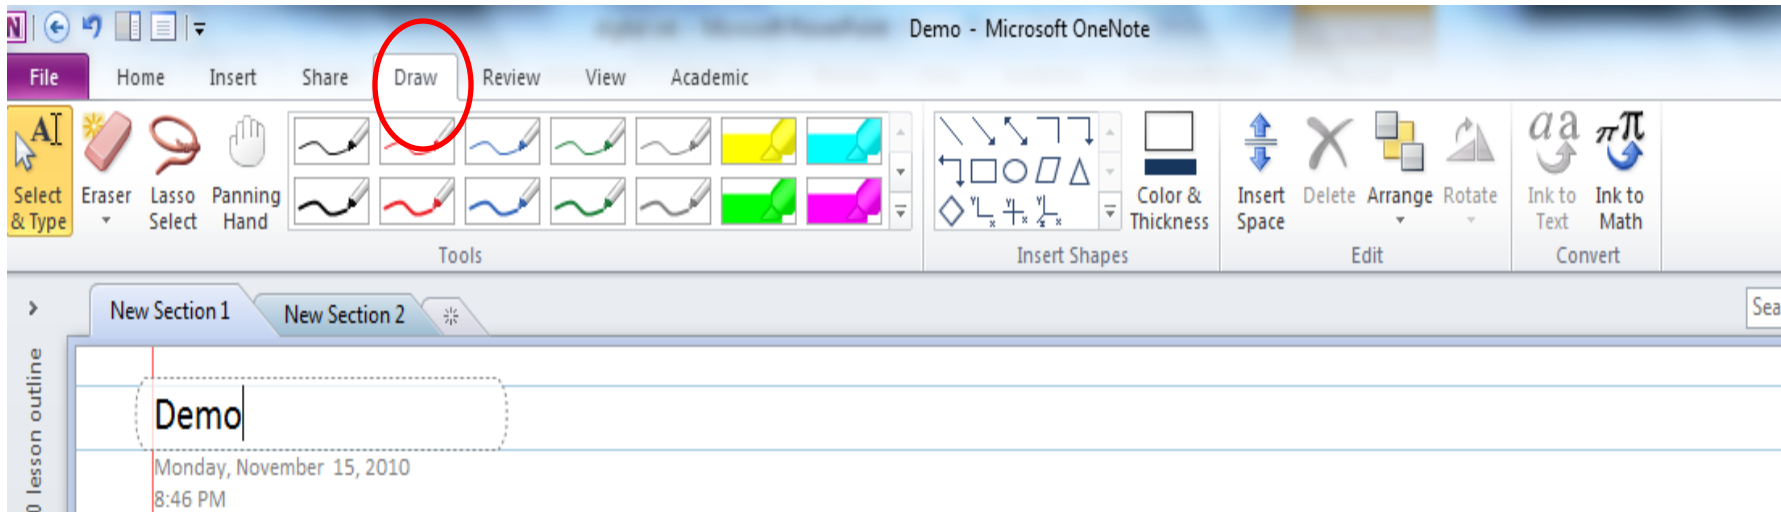 N
Demo - Microsoft OneNote
File Home Insert Share Draw Review View Academic
Select & Type
Eraser
Lasso Select
Panning Hand
Color & Thickness
Insert Space
Delete
Arrange
Rotate
aa
Ink to Text
ππ
Ink to Math
Tools Insert Shapes Edit Convert
New Section 1 New Section 2
Sea
lesson outline
Demo
Monday, November 15, 2010
8:46 PM